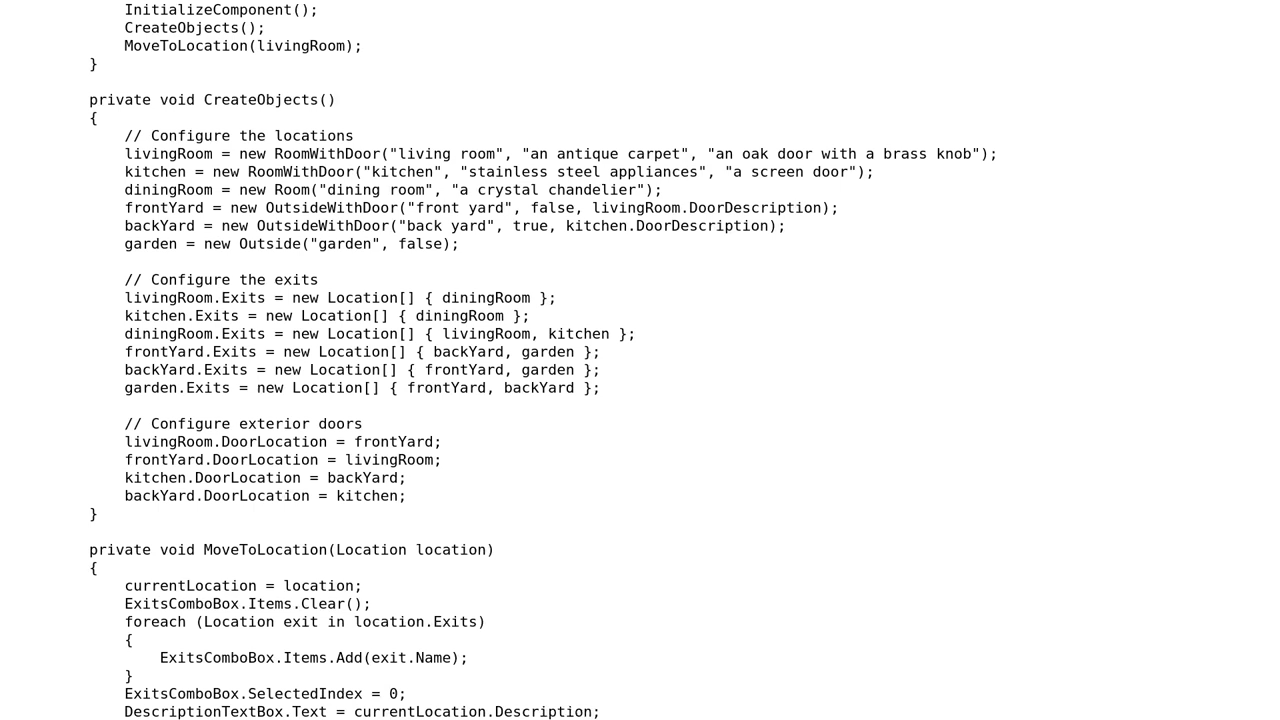 InitializeComponent();
CreateObjects();
MoveToLocation(livingRoom);
}
private void CreateObjects()
{
// Configure the locations
livingRoom = new RoomWithDoor("living room", "an antique carpet", "an oak door with a brass knob");
kitchen = new RoomWithDoor("kitchen", "stainless steel appliances", "a screen door");
diningRoom = new Room("dining room", "a crystal chandelier");
frontYard = new OutsideWithDoor("front yard", false, livingRoom.DoorDescription);
backYard = new OutsideWithDoor("back yard", true, kitchen.DoorDescription);
garden = new Outside("garden", false);
// Configure the exits
livingRoom.Exits = new Location[] { diningRoom };
kitchen.Exits = new Location[] { diningRoom };
diningRoom.Exits = new Location[] { livingRoom, kitchen };
frontYard.Exits = new Location[] { backYard, garden };
backYard.Exits = new Location[] { frontYard, garden };
garden.Exits = new Location[] { frontYard, backYard };
// Configure exterior doors
livingRoom.DoorLocation = frontYard;
frontYard.DoorLocation = livingRoom;
kitchen.DoorLocation = backYard;
backYard.DoorLocation = kitchen;
}
private void MoveToLocation(Location location)
{
currentLocation = location;
ExitsComboBox.Items.Clear();
foreach (Location exit in location.Exits)
{
ExitsComboBox.Items.Add(exit.Name);
}
ExitsComboBox.SelectedIndex = 0;
DescriptionTextBox.Text = currentLocation.Description;